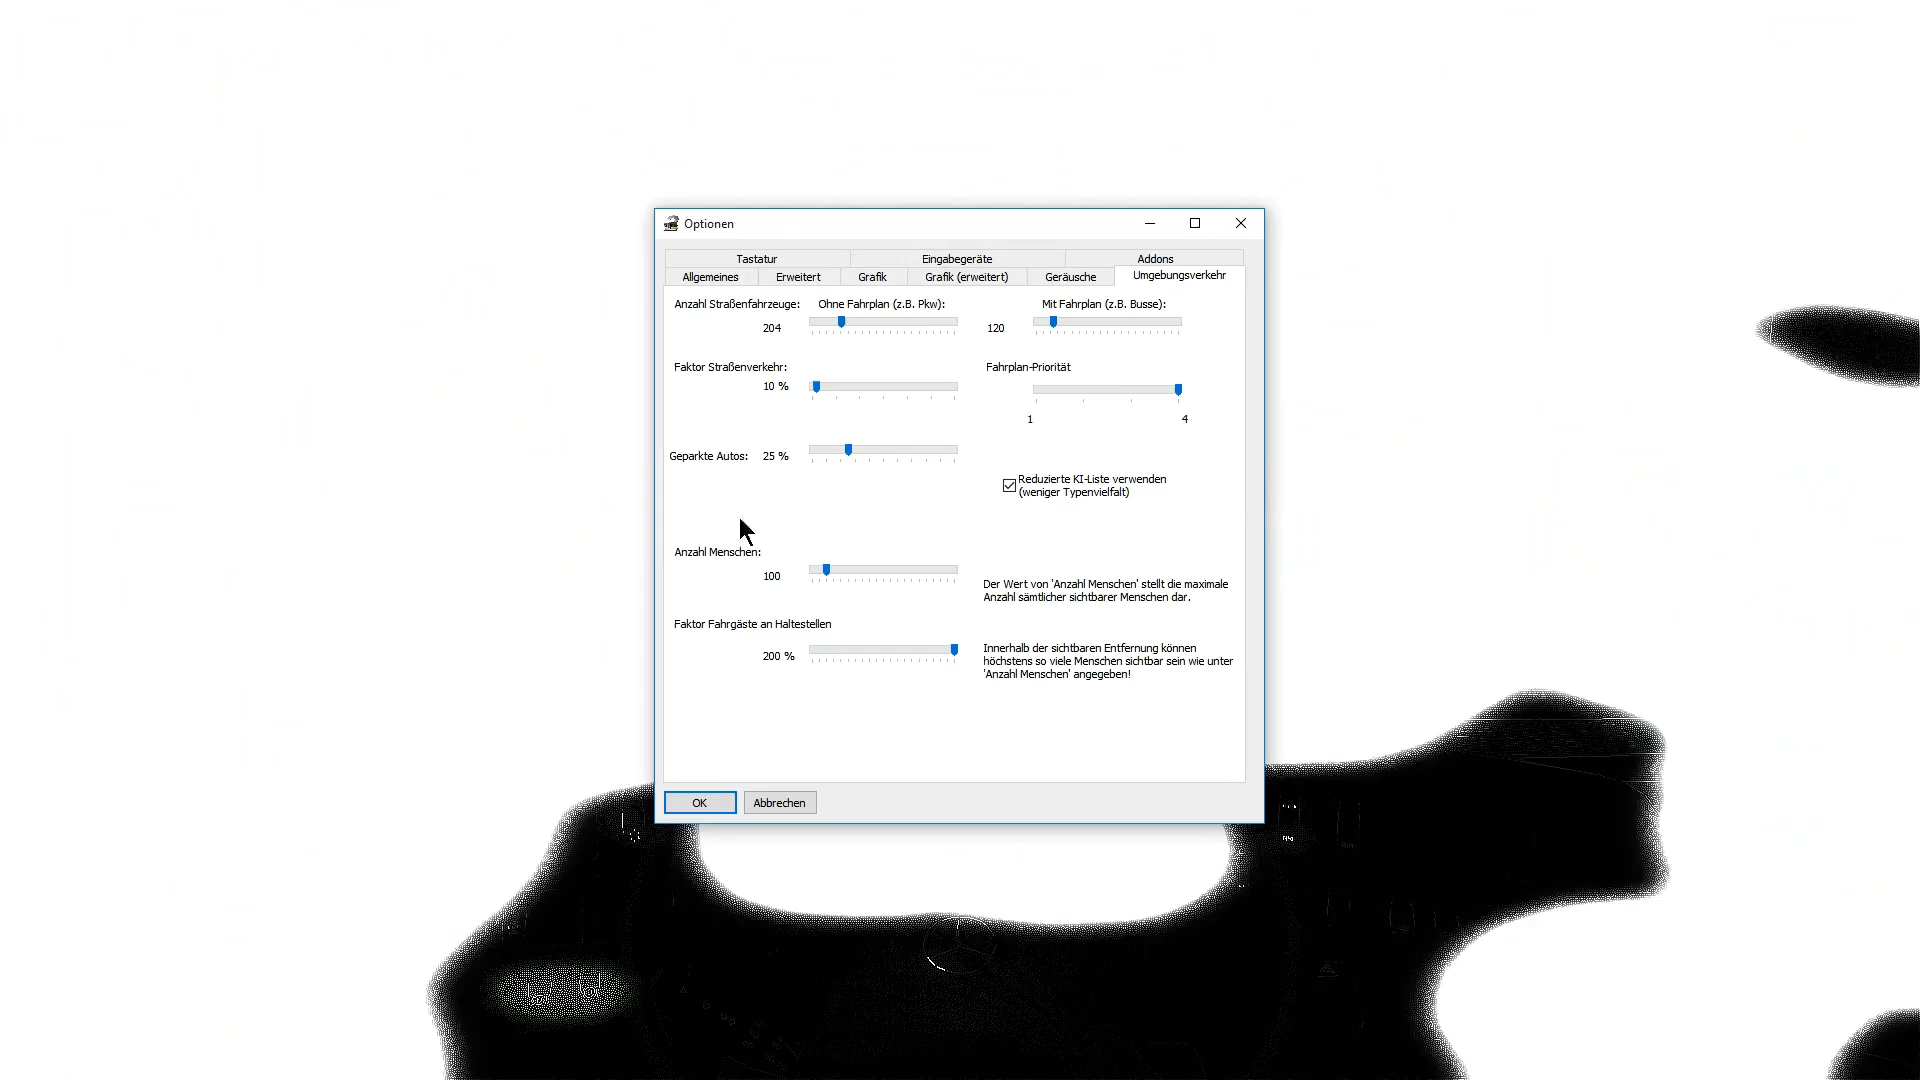 Optionen
Tastatur
Eingabegeräte
Addons
Allgemeines
Erweitert
Grafik
Grafik (erweitert)
Geräusche
Umgebungsverkehr
Anzahl Straßenfahrzeuge:
Ohne Fahrplan (z.B. Pkw):
Mit Fahrplan (z.B. Busse):
204
120
Faktor Straßenverkehr:
10 %
Fahrplan-Priorität
1
4
Geparkte Autos:
25 %
Reduzierte KI-Liste verwenden
(weniger Typenvielfalt)
Anzahl Menschen:
100
Der Wert von 'Anzahl Menschen' stellt die maximale
Anzahl sämtlicher sichtbarer Menschen dar.
Faktor Fahrgäste an Haltestellen
200 %
Innerhalb der sichtbaren Entfernung können
höchstens so viele Menschen sichtbar sein wie unter
'Anzahl Menschen' angegeben!
OK
Abbrechen